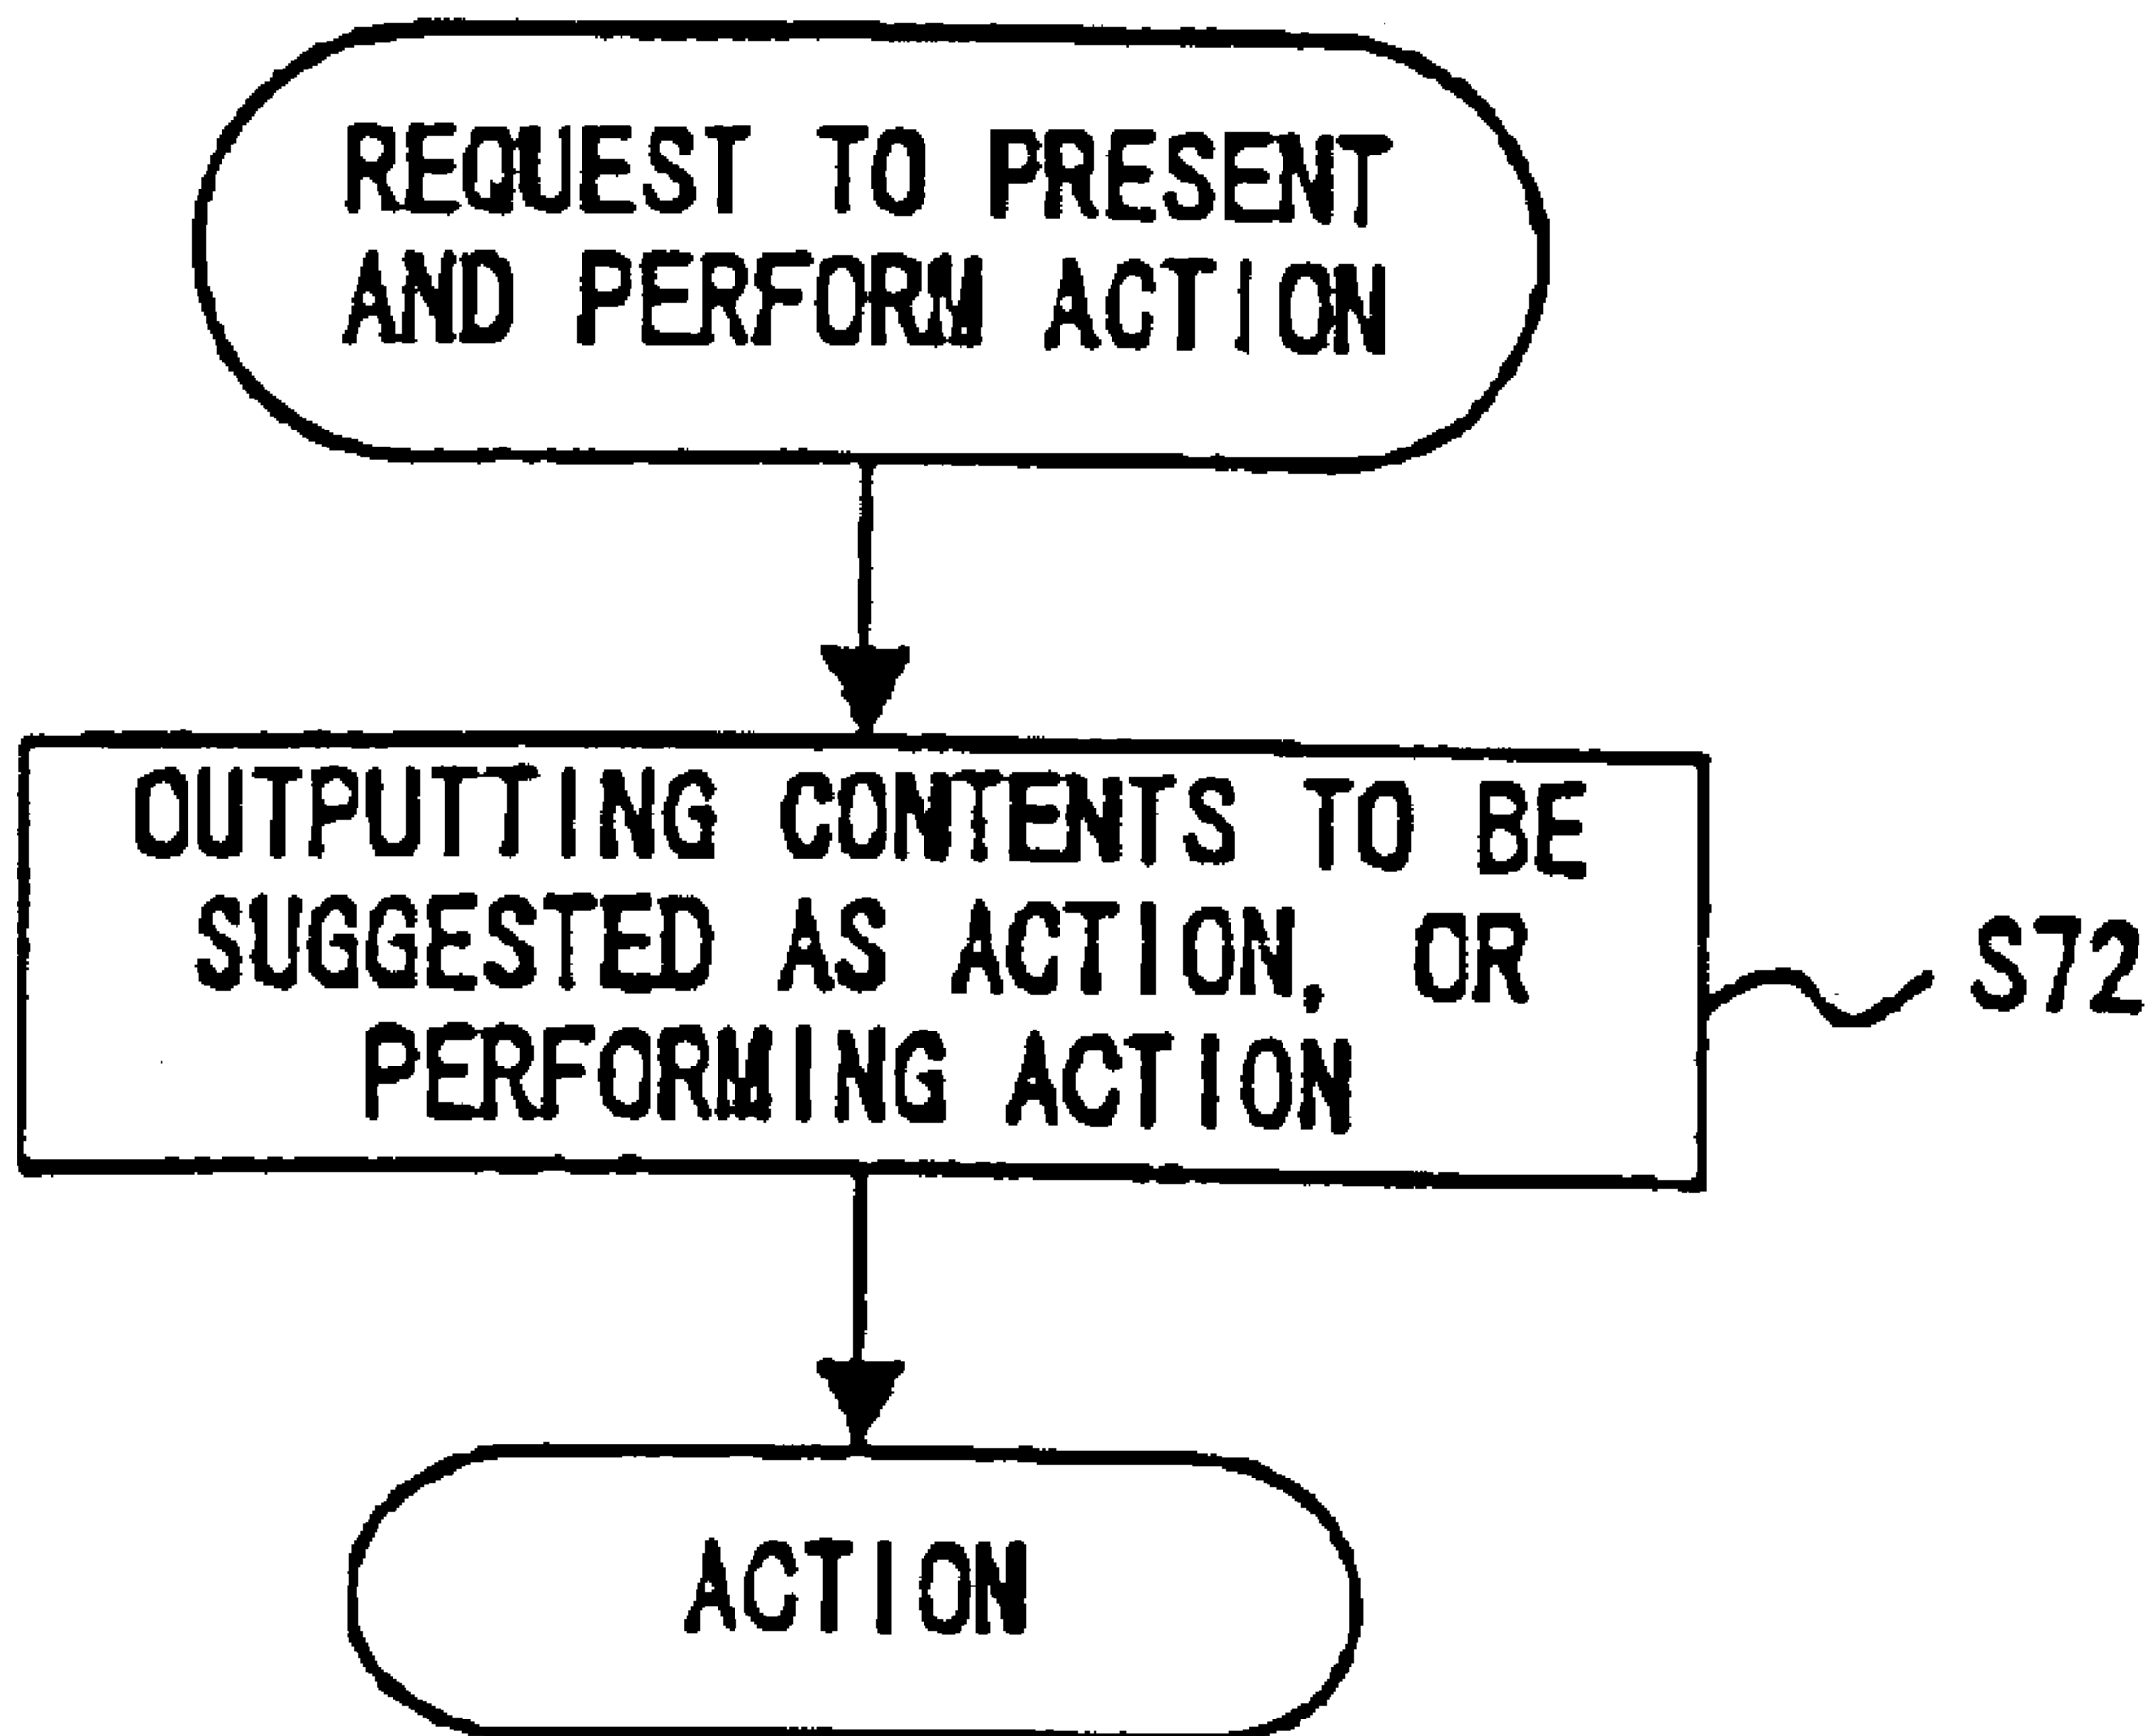 REQUEST TO PRESENT
AND PERFORM ACTION
OUTPUTTING CONTENTS TO BE
SUGGESTED AS ACTION, OR
PERFORMING ACTION
S72
ACTION